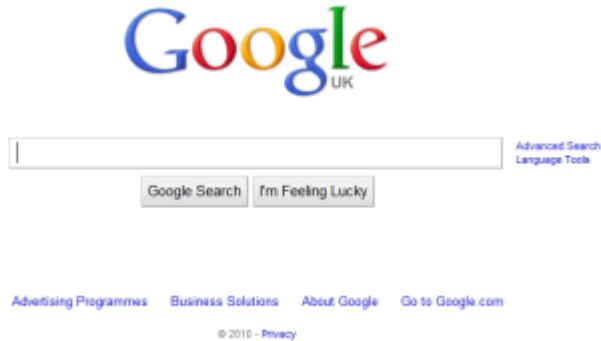 Google
UK
Advanced Search
Language Tools
Google Search I'm Feeling Lucky
Advertising Programmes Business Solutions About Google Go to Google.com
© 2010 - Privacy